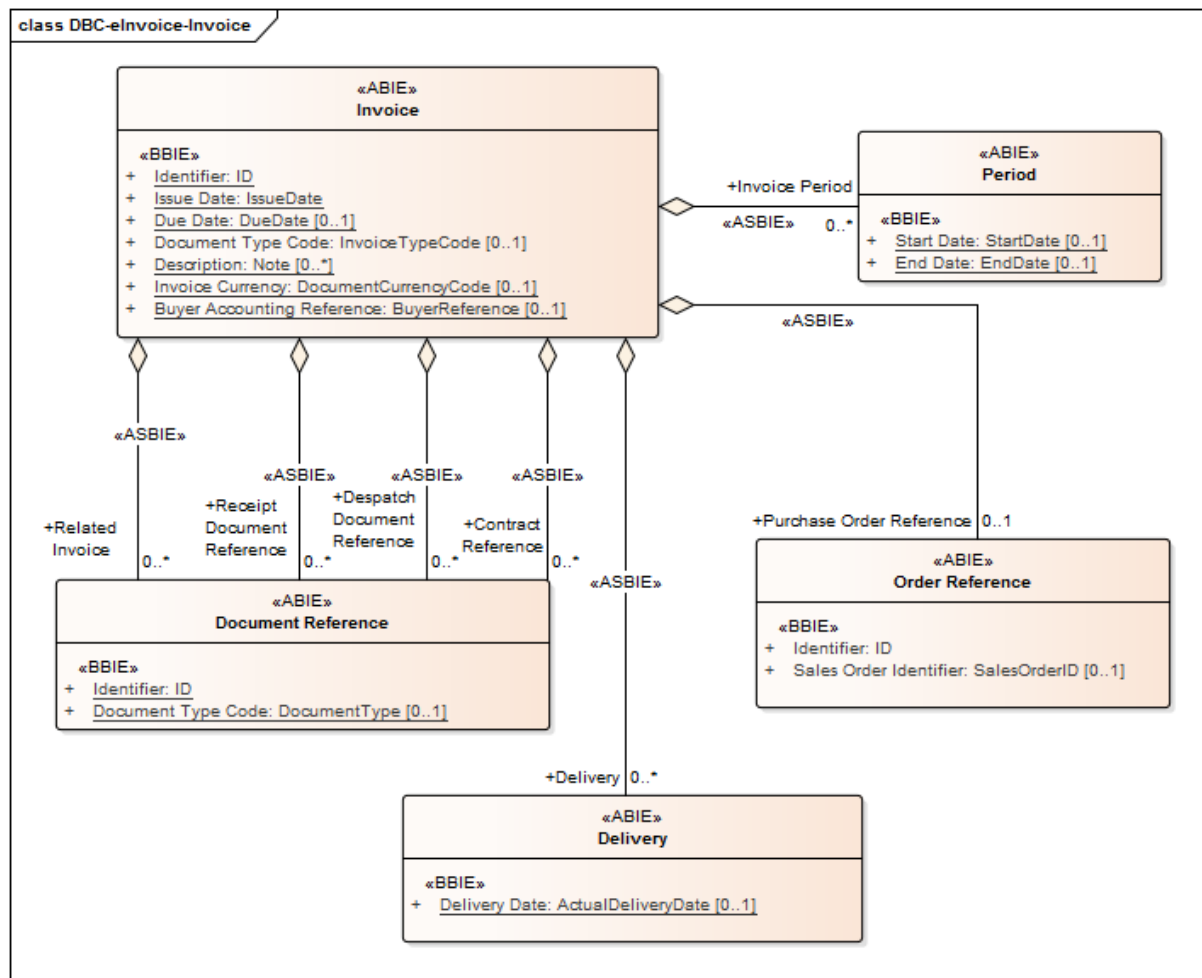 class DBC-eInvoice-Invoice
«ABIE»
Invoice
«BBIE»
+ Identifier: ID
+ Issue Date: IssueDate
+ Due Date: DueDate [0..1]
+ Document Type Code: InvoiceTypeCode [0..1]
+ Description: Note [0..*]
+ Invoice Currency: DocumentCurrencyCode [0..1]
+ Buyer Accounting Reference: BuyerReference [0..1]
+Invoice Period
«ASBIE» 0..*
«ABIE»
Period
«BBIE»
+ Start Date: StartDate [0..1]
+ End Date: EndDate [0..1]
«ASBIE»
+Purchase Order Reference 0..1
«ABIE»
Order Reference
«BBIE»
+ Identifier: ID
+ Sales Order Identifier: SalesOrderID [0..1]
«ASBIE»
+Related
Invoice
0..*
«ASBIE»
+Receipt
Document
Reference
0..*
«ASBIE»
+Despatch
Document
Reference
0..*
«ASBIE»
+Contract
Reference
0..*
«ABIE»
Document Reference
«BBIE»
+ Identifier: ID
+ Document Type Code: DocumentType [0..1]
«ASBIE»
+Delivery 0..*
«ABIE»
Delivery
«BBIE»
+ Delivery Date: ActualDeliveryDate [0..1]